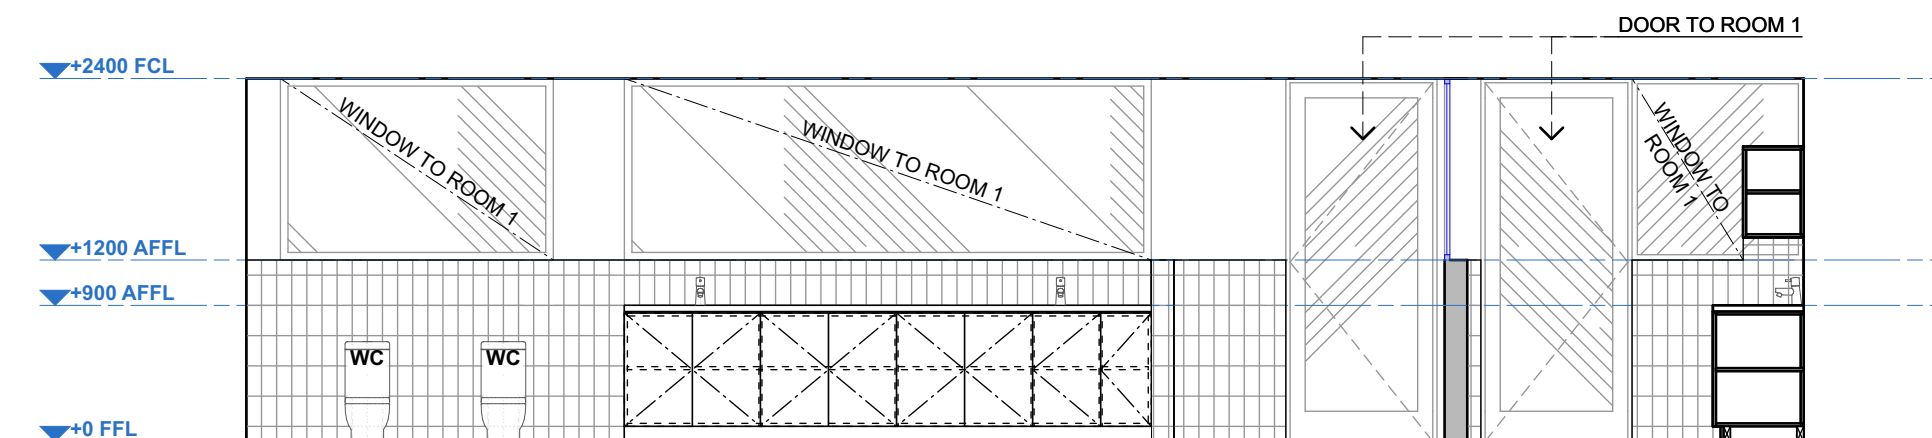 DOOR TO ROOM 1
+2400 FCL
WINDOW TO ROOM 1
WINDOW TO ROOM 1
WINDOW TO
ROOM 1
+1200 AFFL
+900 AFFL
WC
WC
+0 FFL